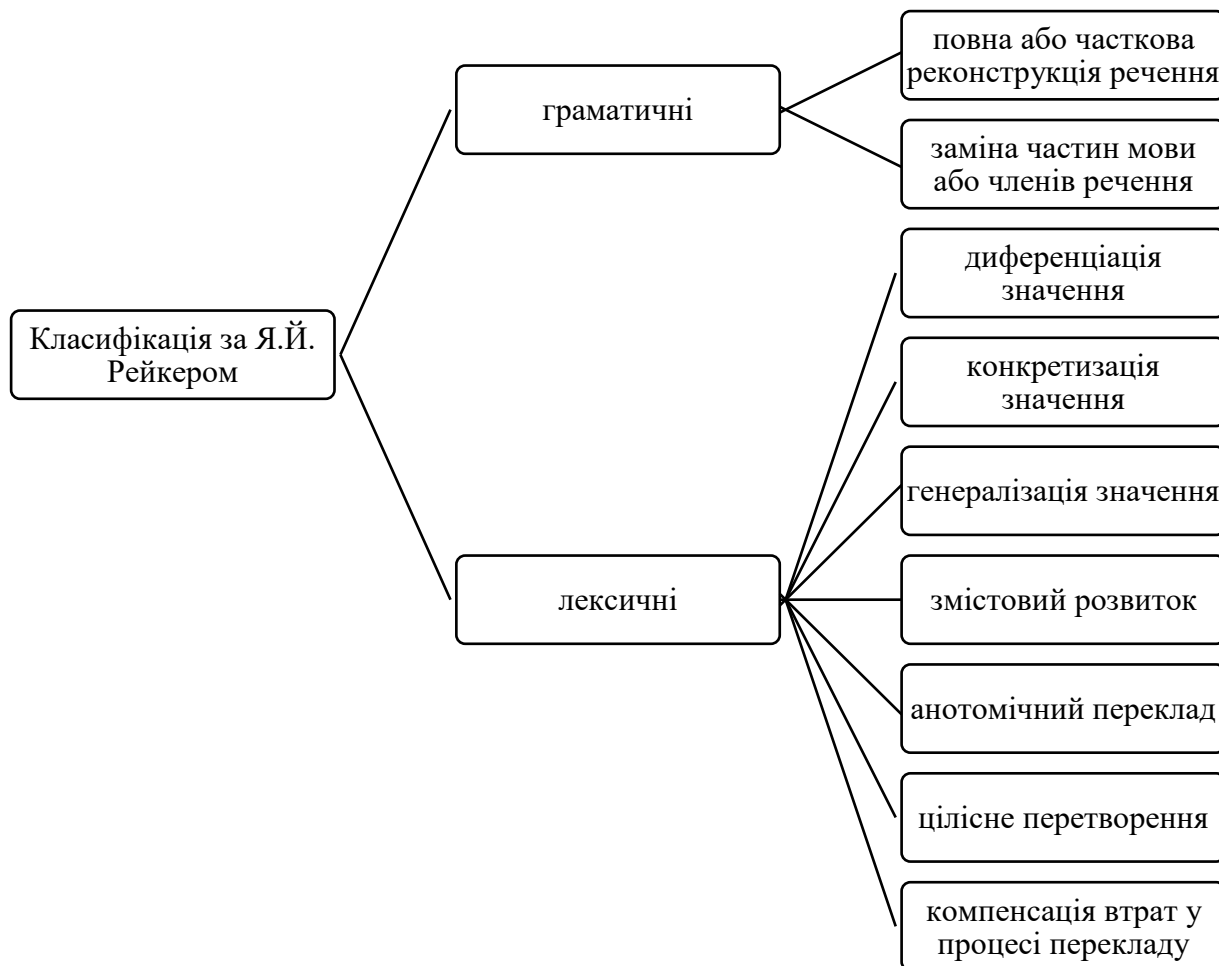 повна або часткова
реконструкція речення
граматичні
заміна частин мови
або членів речення
диференціація
значення
Класифікація за Я.Й.
Рейкером
конкретизація
значення
генералізація значення
лексичні
змістовий розвиток
анотомічний переклад
цілісне перетворення
компенсація втрат у
процесі перекладу